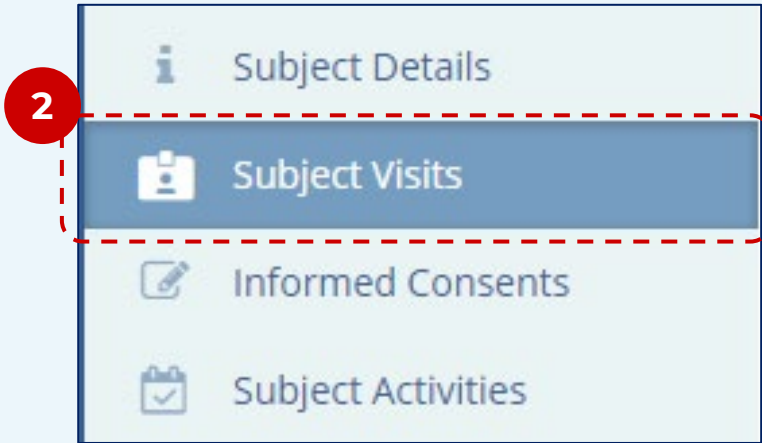 Subject Details
2
Subject Visits
Informed Consents
Subject Activities